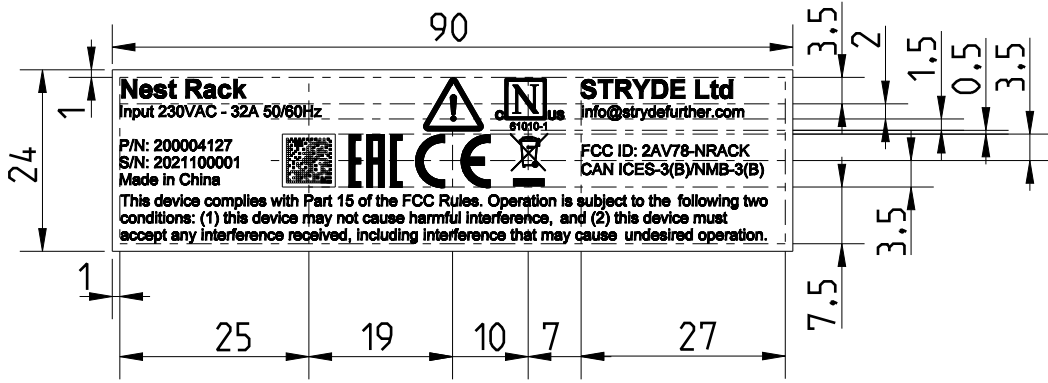 90
3.5
2
1.5
0.5
3.5
1
24
Nest Rack
Input 230VAC - 32A 50/60Hz
N
c us
61010-1
STRYDE Ltd
info@strydefurther.com
P/N: 200004127
S/N: 2021100001
Made in China
EAC CE
FCC ID: 2AV78-NRACK
CAN ICES-3(B)/NMB-3(B)
This device complies with Part 15 of the FCC Rules. Operation is subject to the following two
conditions: (1) this device may not cause harmful interference, and (2) this device must
accept any interference received, including interference that may cause undesired operation.
3.5
7.5
1
25
19
10
7
27